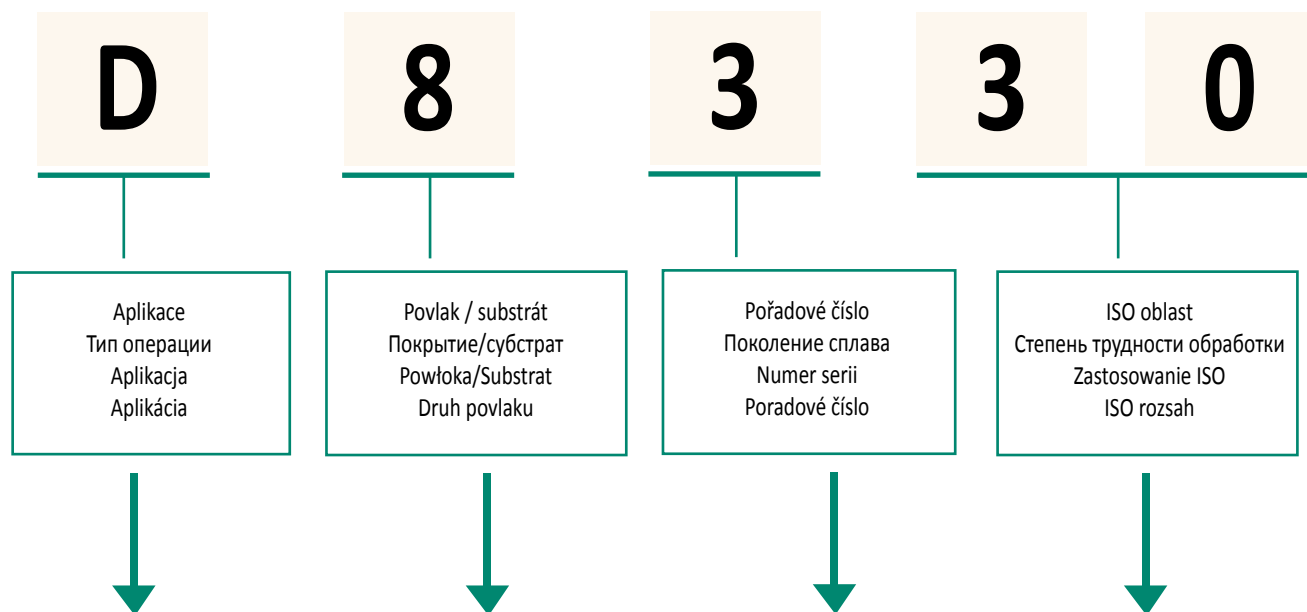 D 8 3 3 0
Aplikace
Тип операции
Aplikacja
Aplikácia
Povlak / substrát
Покрытие/субстрат
Powłoka/Substrat
Druh povlaku
Pořadové číslo
Поколение сплава
Numer serii
Poradové číslo
ISO oblast
Степень трудности обработки
Zastosowanie ISO
ISO rozsah